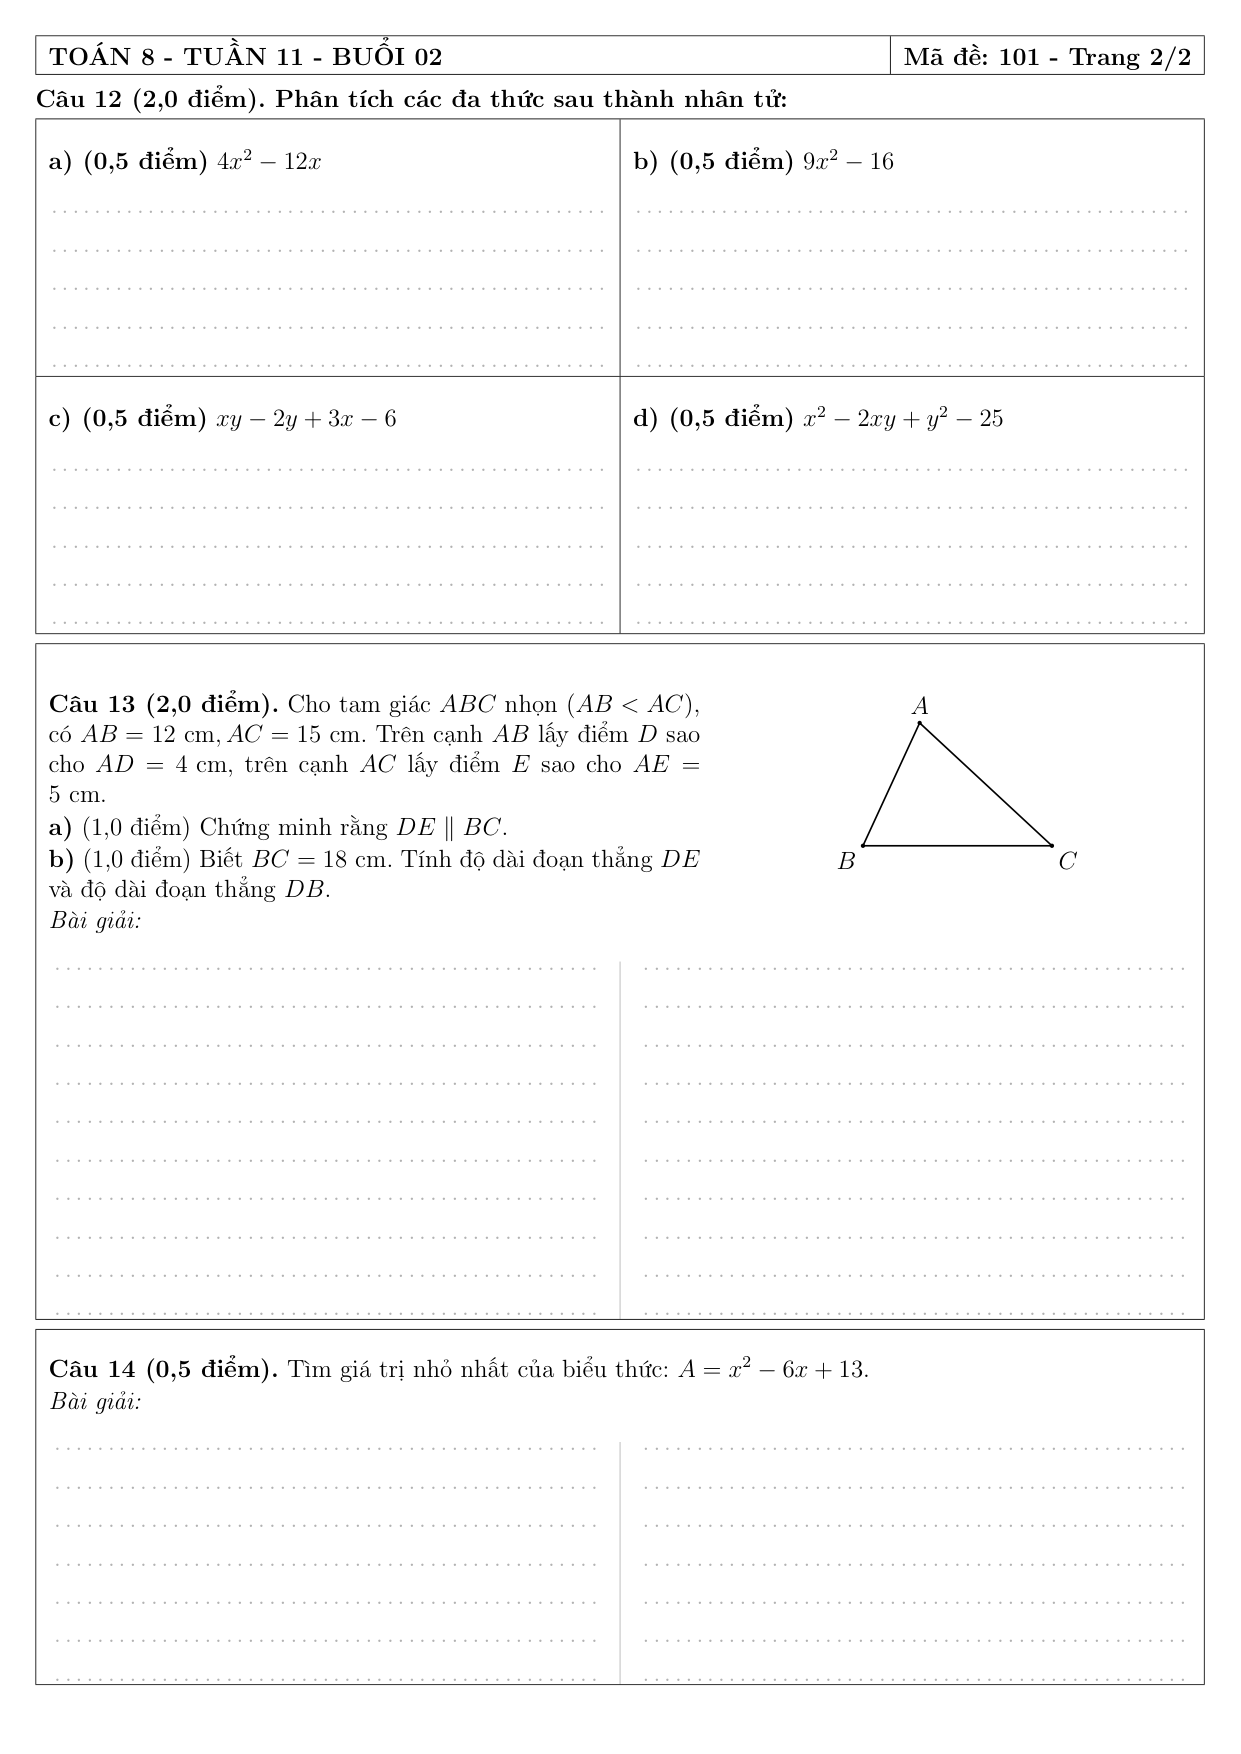 TOÁN 8 - TUẦN 11 - BUỔI 02
Mã đề: 101 - Trang 2/2
Câu 12 (2,0 điểm). Phân tích các đa thức sau thành nhân tử:
a) (0,5 điểm) 4x² − 12x
b) (0,5 điểm) 9x² − 16
c) (0,5 điểm) xy − 2y + 3x − 6
d) (0,5 điểm) x² − 2xy + y² − 25
Câu 13 (2,0 điểm). Cho tam giác ABC nhọn (AB < AC),
có AB = 12 cm, AC = 15 cm. Trên cạnh AB lấy điểm D sao
cho AD = 4 cm, trên cạnh AC lấy điểm E sao cho AE =
5 cm.
a) (1,0 điểm) Chứng minh rằng DE ∥ BC.
b) (1,0 điểm) Biết BC = 18 cm. Tính độ dài đoạn thẳng DE
và độ dài đoạn thẳng DB.
Bài giải:
A
B
C
Câu 14 (0,5 điểm). Tìm giá trị nhỏ nhất của biểu thức: A = x² − 6x + 13.
Bài giải: